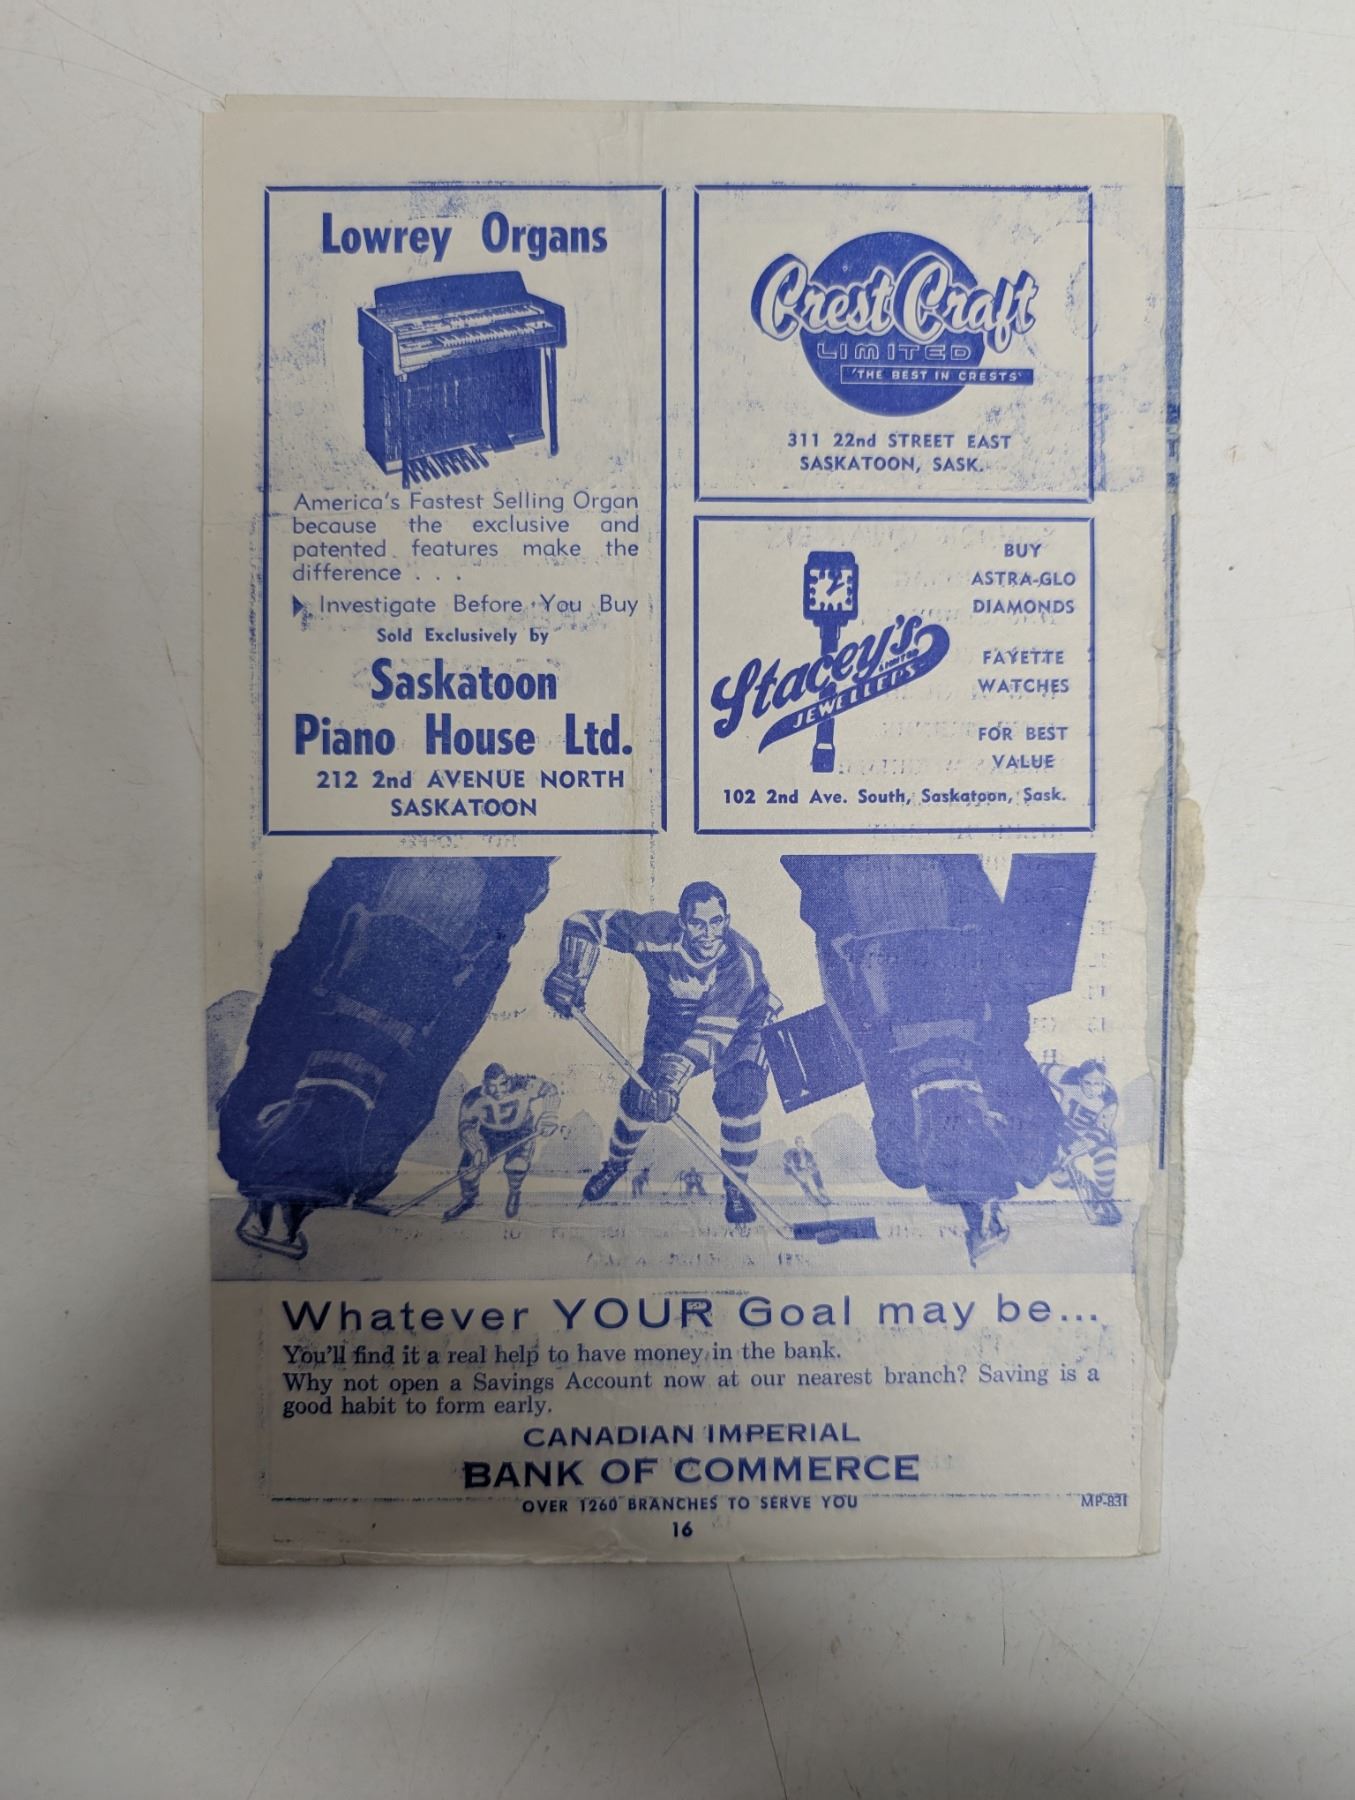 Lowrey Organs
America's Fastest Selling Organ
because the exclusive and
patented features make the
difference . . .
Investigate Before You Buy
Sold Exclusively by
Saskatoon
Piano House Ltd.
212 2nd AVENUE NORTH
SASKATOON
Crest Craft
LIMITED
"THE BEST IN CRESTS"
311 22nd STREET EAST
SASKATOON, SASK.
Stacey's
LIMITED
JEWELLERS
BUY
ASTRA-GLO
DIAMONDS
FAYETTE
WATCHES
FOR BEST
VALUE
102 2nd Ave. South, Saskatoon, Sask.
17
15
Whatever YOUR Goal may be...
You'll find it a real help to have money in the bank.
Why not open a Savings Account now at our nearest branch? Saving is a
good habit to form early.
CANADIAN IMPERIAL
BANK OF COMMERCE
OVER 1260 BRANCHES TO SERVE YOU
MP-831
16